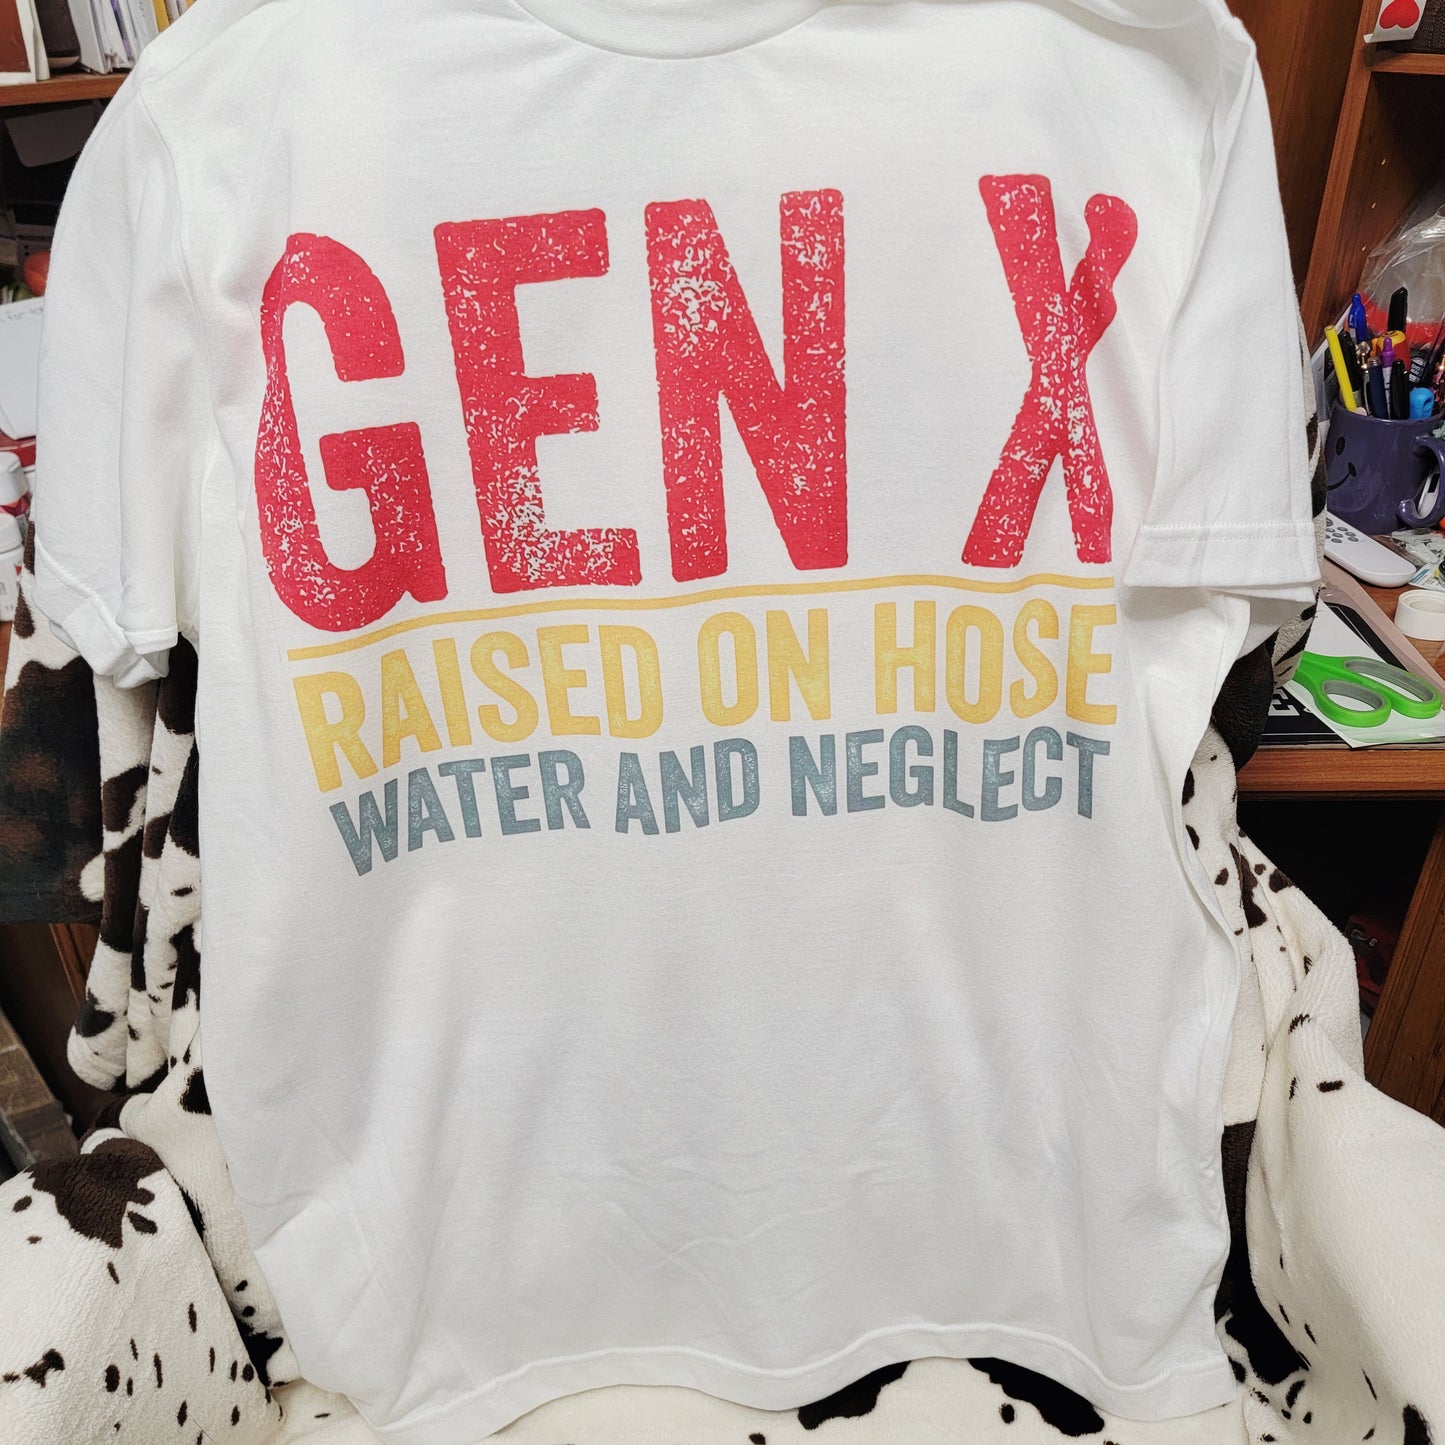 GEN X
RAISED ON HOSE
WATER AND NEGLECT